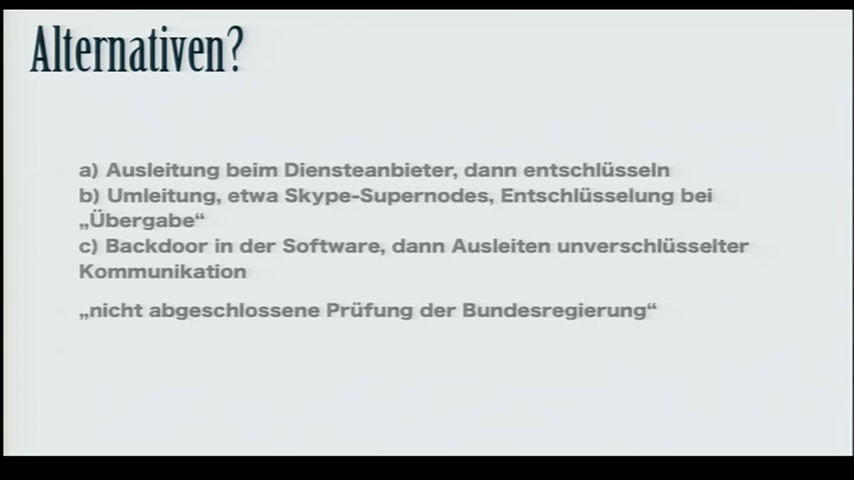 Alternativen?
a) Ausleitung beim Diensteanbieter, dann entschlüsseln
b) Umleitung, etwa Skype-Supernodes, Entschlüsselung bei
„Übergabe“
c) Backdoor in der Software, dann Ausleiten unverschlüsselter
Kommunikation
„nicht abgeschlossene Prüfung der Bundesregierung“